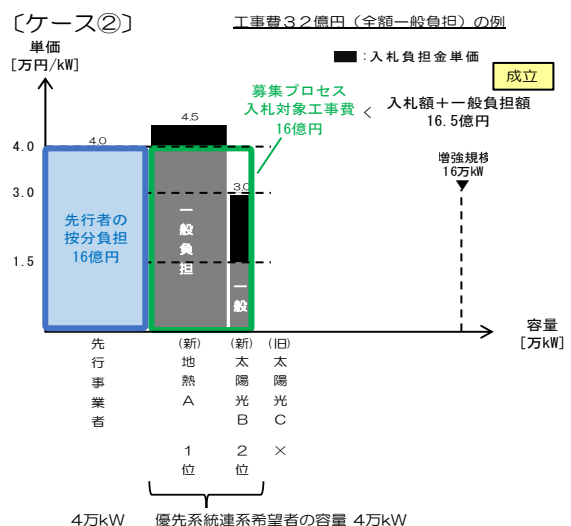 〔ケース②〕
工事費32億円(全額一般負担)の例
単価
[万円/kW]
:入札負担金単価
成立
募集プロセス
入札対象工事費
16億円
<
入札額+一般負担額
16.5億円
増強規模
16万kW
4.0
3.0
1.5
4.0
4.5
3.0
先行者の
按分負担
16億円
一般負担
一般
容量
[万kW]
先行事業者
(新)地熱A 1位
(新)太陽光B 2位
(旧)太陽光C ×
4万kW
優先系統連系希望者の容量 4万kW